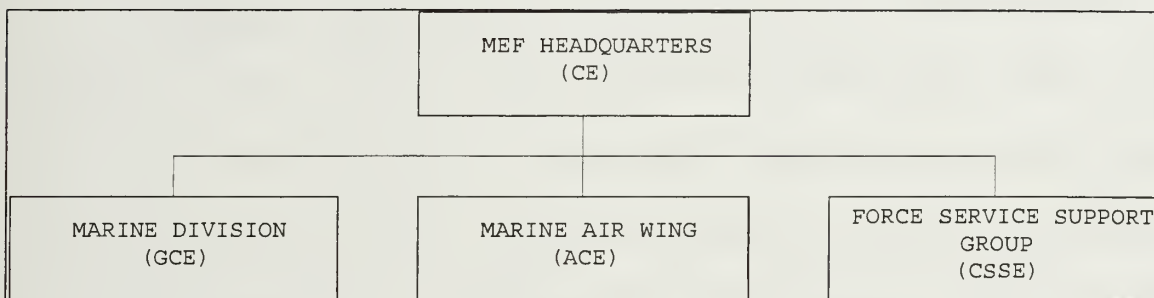 MEF HEADQUARTERS
(CE)
MARINE DIVISION
(GCE)
MARINE AIR WING
(ACE)
FORCE SERVICE SUPPORT
GROUP
(CSSE)